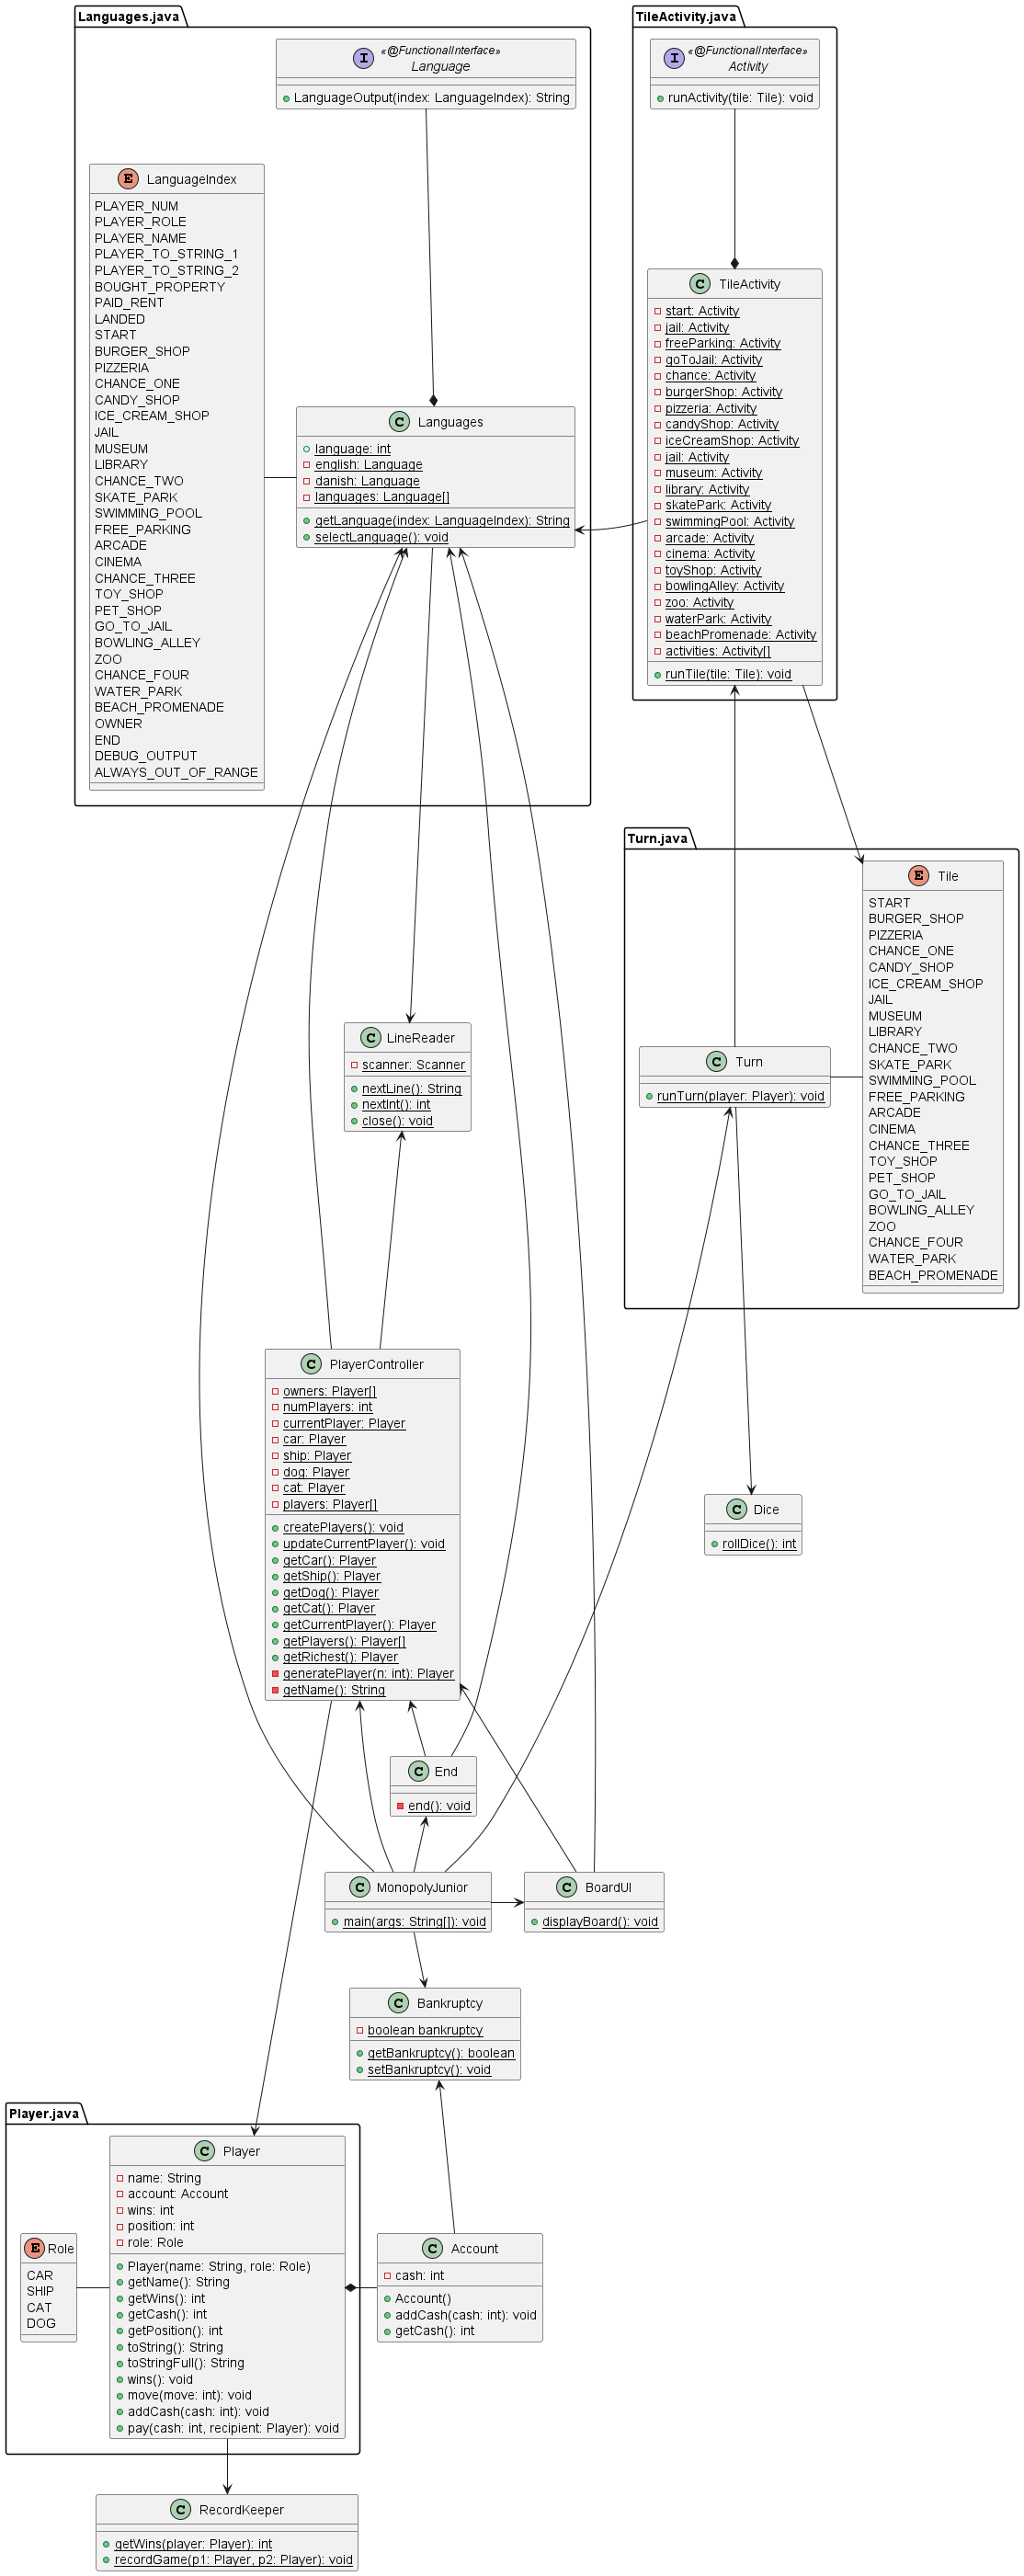 Languages.java
«@FunctionalInterface»
I
Language
LanguageOutput(index: LanguageIndex): String
E LanguageIndex
PLAYER_NUM
PLAYER_ROLE
PLAYER_NAME
PLAYER_TO_STRING_1
PLAYER_TO_STRING_2
BOUGHT_PROPERTY
PAID_RENT
LANDED
START
BURGER_SHOP
PIZZERIA
CHANCE_ONE
CANDY_SHOP
ICE_CREAM_SHOP
JAIL
MUSEUM
LIBRARY
CHANCE_TWO
SKATE_PARK
SWIMMING_POOL
FREE_PARKING
ARCADE
CINEMA
CHANCE_THREE
TOY_SHOP
PET_SHOP
GO_TO_JAIL
BOWLING_ALLEY
ZOO
CHANCE_FOUR
WATER_PARK
BEACH_PROMENADE
OWNER
END
DEBUG_OUTPUT
ALWAYS_OUT_OF_RANGE
C Languages
language: int
english: Language
danish: Language
languages: Language[]
getLanguage(index: LanguageIndex): String
selectLanguage(): void
TileActivity.java
«@FunctionalInterface»
I
Activity
runActivity(tile: Tile): void
C TileActivity
start: Activity
jail: Activity
freeParking: Activity
goToJail: Activity
chance: Activity
burgerShop: Activity
pizzeria: Activity
candyShop: Activity
iceCreamShop: Activity
jail: Activity
museum: Activity
library: Activity
skatePark: Activity
swimmingPool: Activity
arcade: Activity
cinema: Activity
toyShop: Activity
bowlingAlley: Activity
zoo: Activity
waterPark: Activity
beachPromenade: Activity
activities: Activity[]
runTile(tile: Tile): void
Turn.java
E Tile
START
BURGER_SHOP
PIZZERIA
CHANCE_ONE
CANDY_SHOP
ICE_CREAM_SHOP
JAIL
MUSEUM
LIBRARY
CHANCE_TWO
SKATE_PARK
SWIMMING_POOL
FREE_PARKING
ARCADE
CINEMA
CHANCE_THREE
TOY_SHOP
PET_SHOP
GO_TO_JAIL
BOWLING_ALLEY
ZOO
CHANCE_FOUR
WATER_PARK
BEACH_PROMENADE
C Turn
runTurn(player: Player): void
C LineReader
scanner: Scanner
nextLine(): String
nextInt(): int
close(): void
C PlayerController
owners: Player[]
numPlayers: int
currentPlayer: Player
car: Player
ship: Player
dog: Player
cat: Player
players: Player[]
createPlayers(): void
updateCurrentPlayer(): void
getCar(): Player
getShip(): Player
getDog(): Player
getCat(): Player
getCurrentPlayer(): Player
getPlayers(): Player[]
getRichest(): Player
generatePlayer(n: int): Player
getName(): String
C Dice
rollDice(): int
C End
end(): void
C MonopolyJunior
main(args: String[]): void
C BoardUI
displayBoard(): void
C Bankruptcy
boolean bankruptcy
getBankruptcy(): boolean
setBankruptcy(): void
Player.java
C Player
name: String
account: Account
wins: int
position: int
role: Role
Player(name: String, role: Role)
getName(): String
getWins(): int
getCash(): int
getPosition(): int
toString(): String
toStringFull(): String
wins(): void
move(move: int): void
addCash(cash: int): void
pay(cash: int, recipient: Player): void
E Role
CAR
SHIP
CAT
DOG
C Account
cash: int
Account()
addCash(cash: int): void
getCash(): int
C RecordKeeper
getWins(player: Player): int
recordGame(p1: Player, p2: Player): void